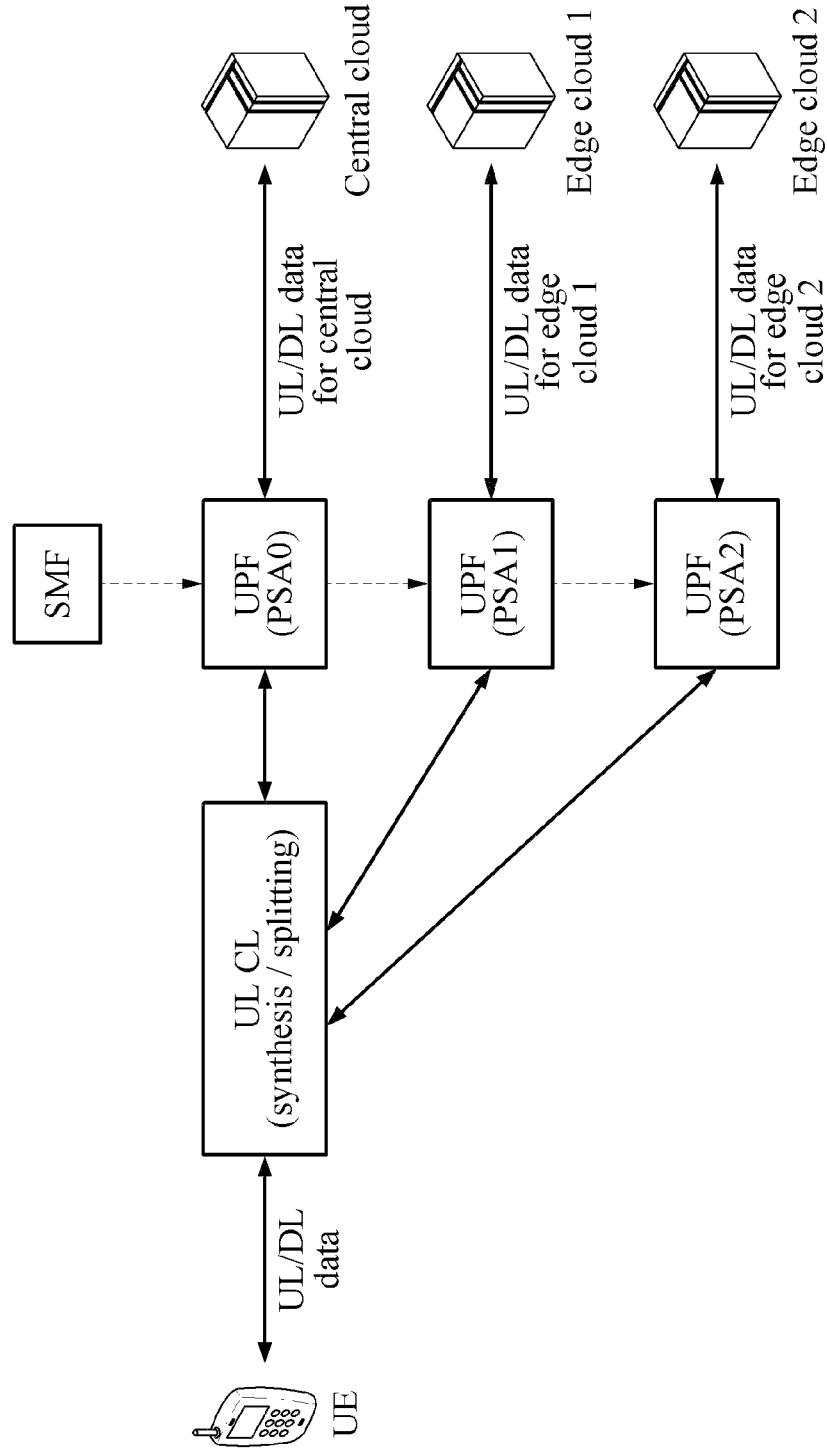 SMF
UE
UL/DL
data
UL CL
(synthesis / splitting)
UPF
(PSA0)
UL/DL data
for central
cloud
Central cloud
UPF
(PSA1)
UL/DL data
for edge
cloud 1
Edge cloud 1
UPF
(PSA2)
UL/DL data
for edge
cloud 2
Edge cloud 2